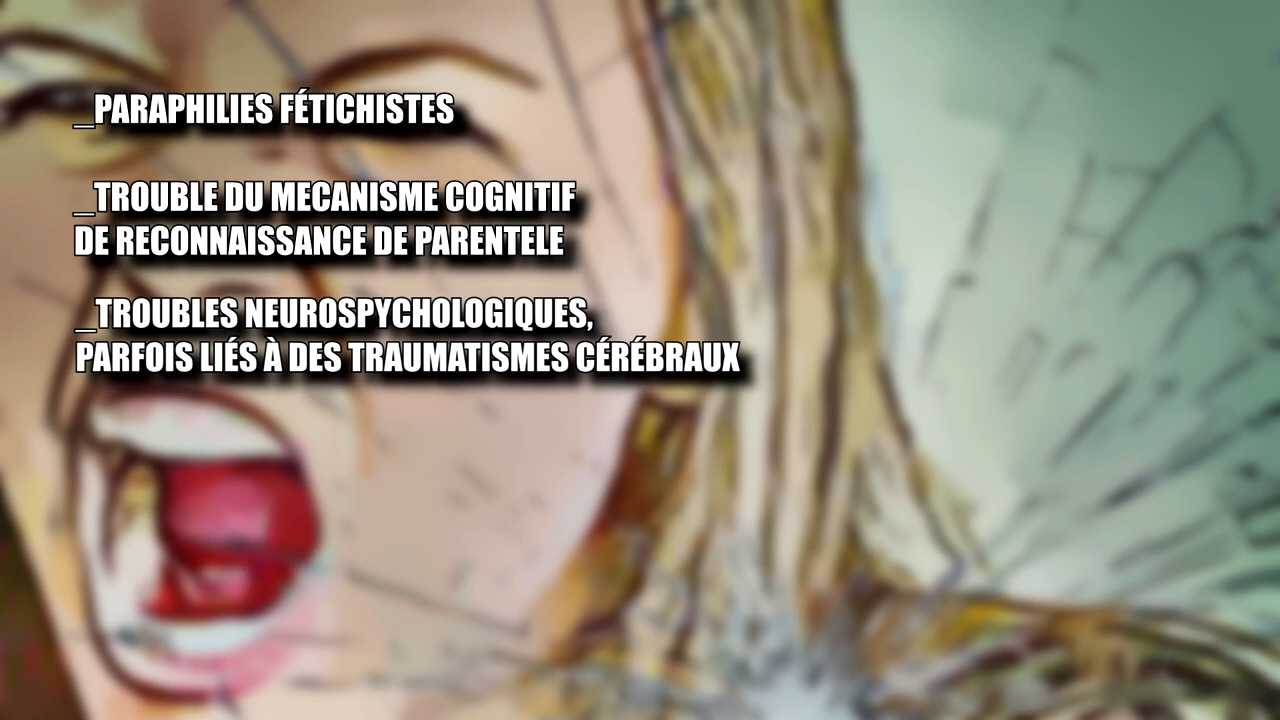 _PARAPHILIES FÉTICHISTES
_TROUBLE DU MECANISME COGNITIF
DE RECONNAISSANCE DE PARENTELE
_TROUBLES NEUROSPYCHOLOGIQUES,
PARFOIS LIÉS À DES TRAUMATISMES CÉRÉBRAUX